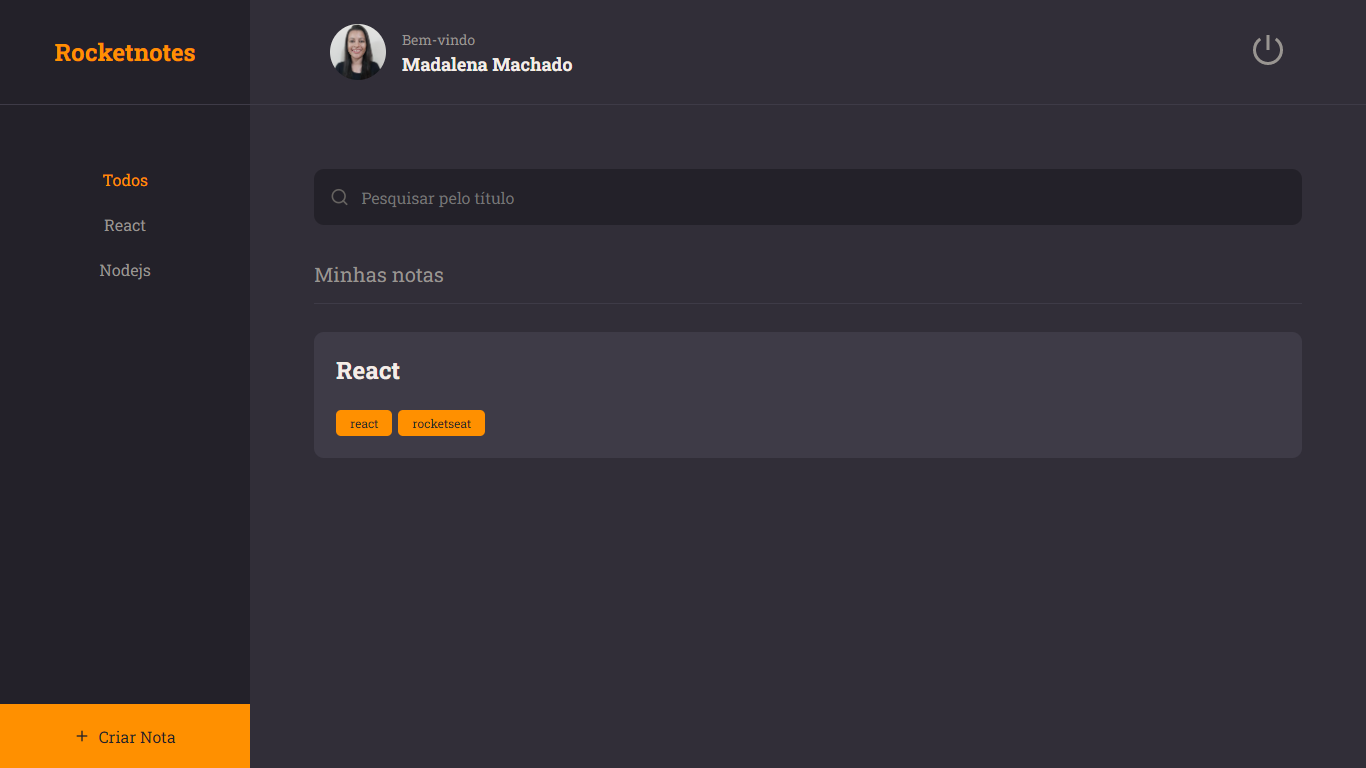 Rocketnotes
Bem-vindo
Madalena Machado
Todos
React
Nodejs
Pesquisar pelo título
Minhas notas
React
react rocketseat
+ Criar Nota